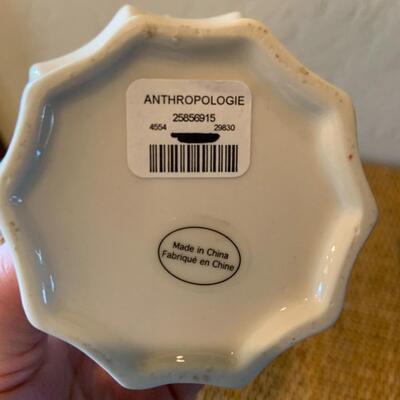 ANTHROPOLOGIE
25856915
4554 29830
Made in China
Fabriqué en Chine